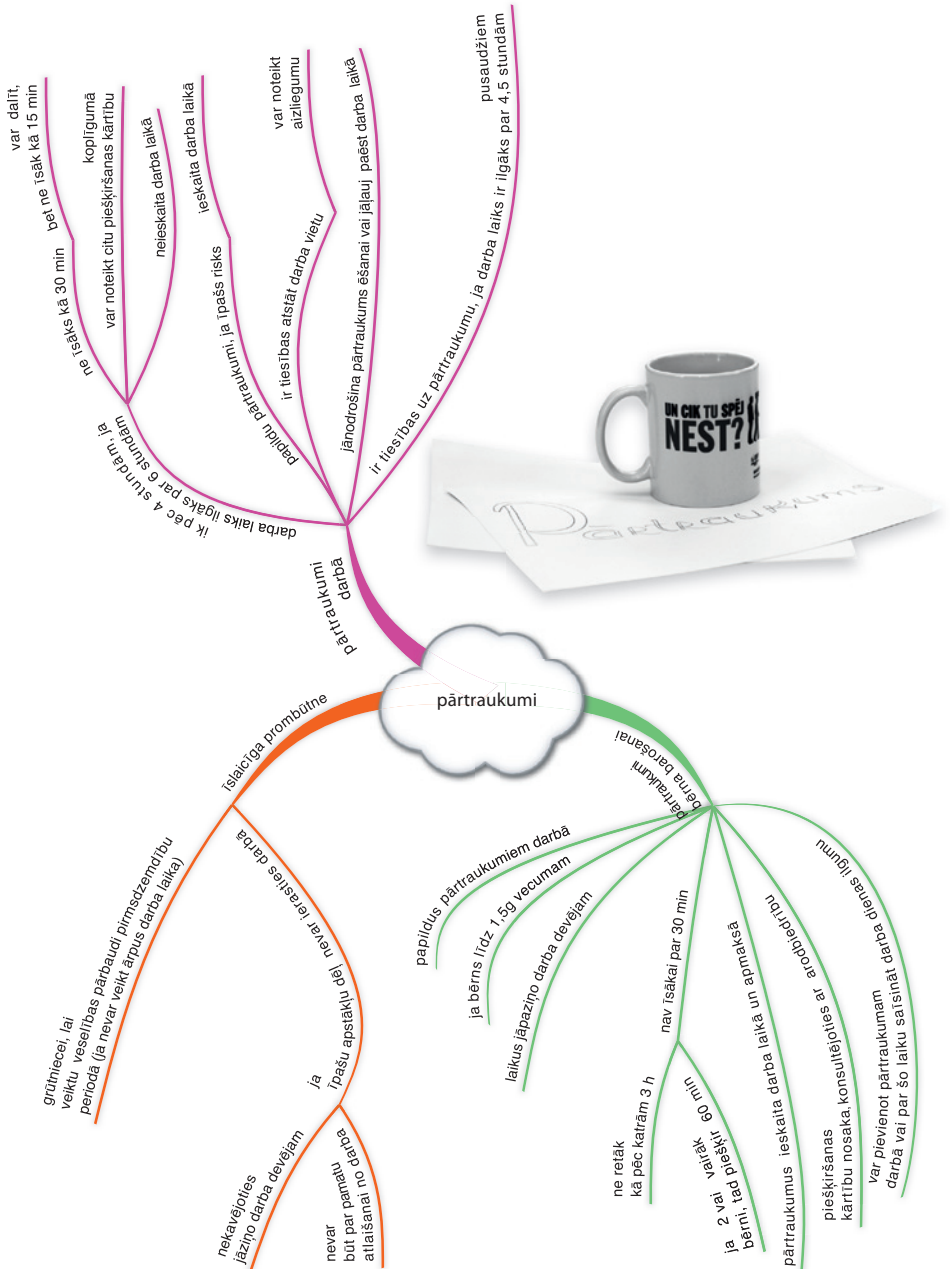 var dalīt,
bet ne īsāk kā 15 min
ne īsāks kā 30 min
koplīgumā
var noteikt citu piešķiršanas kārtību
neieskaita darba laikā
ik pēc 4 stundām, ja
darba laiks ilgāks par 6 stundām
ieskaita darba laikā
papildu pārtraukumi, ja īpašs risks
var noteikt
aizliegumu
ir tiesības atstāt darba vietu
jānodrošina pārtraukums ēšanai vai jāļauj paēst darba laikā
pusaudžiem
ir tiesības uz pārtraukumu, ja darba laiks ir ilgāks par 4,5 stundām
pārtraukumi
darbā
UN CIK TU SPĒJ
NEST?
Pārtraukums
pārtraukumi
īslaicīga prombūtne
grūtniecei, lai
veiktu veselības pārbaudi pirmsdzemdību
periodā (ja nevar veikt ārpus darba laika)
ja
īpašu apstākļu dēļ nevar ierasties darbā
nekavējoties
jāziņo darba devējam
nevar
būt par pamatu
atlaišanai no darba
pārtraukumi
bērna barošanai
papildus pārtraukumiem darbā
ja bērns līdz 1,5g vecumam
laikus jāpaziņo darba devējam
nav īsākai par 30 min
ne retāk
kā pēc katrām 3 h
ja 2 vai vairāk
bērni, tad piešķir 60 min
pārtraukumus ieskaita darba laikā un apmaksā
piešķiršanas
kārtību nosaka, konsultējoties ar arodbiedrību
var pievienot pārtraukumam
darbā vai par šo laiku saīsināt darba dienas ilgumu